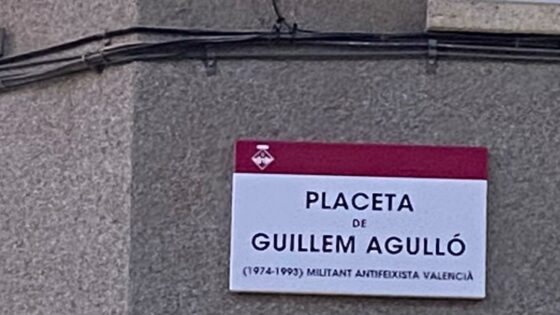 PLACETA
DE
GUILLEM AGULLÓ
(1974-1993) MILITANT ANTIFEIXISTA VALENCIÀ